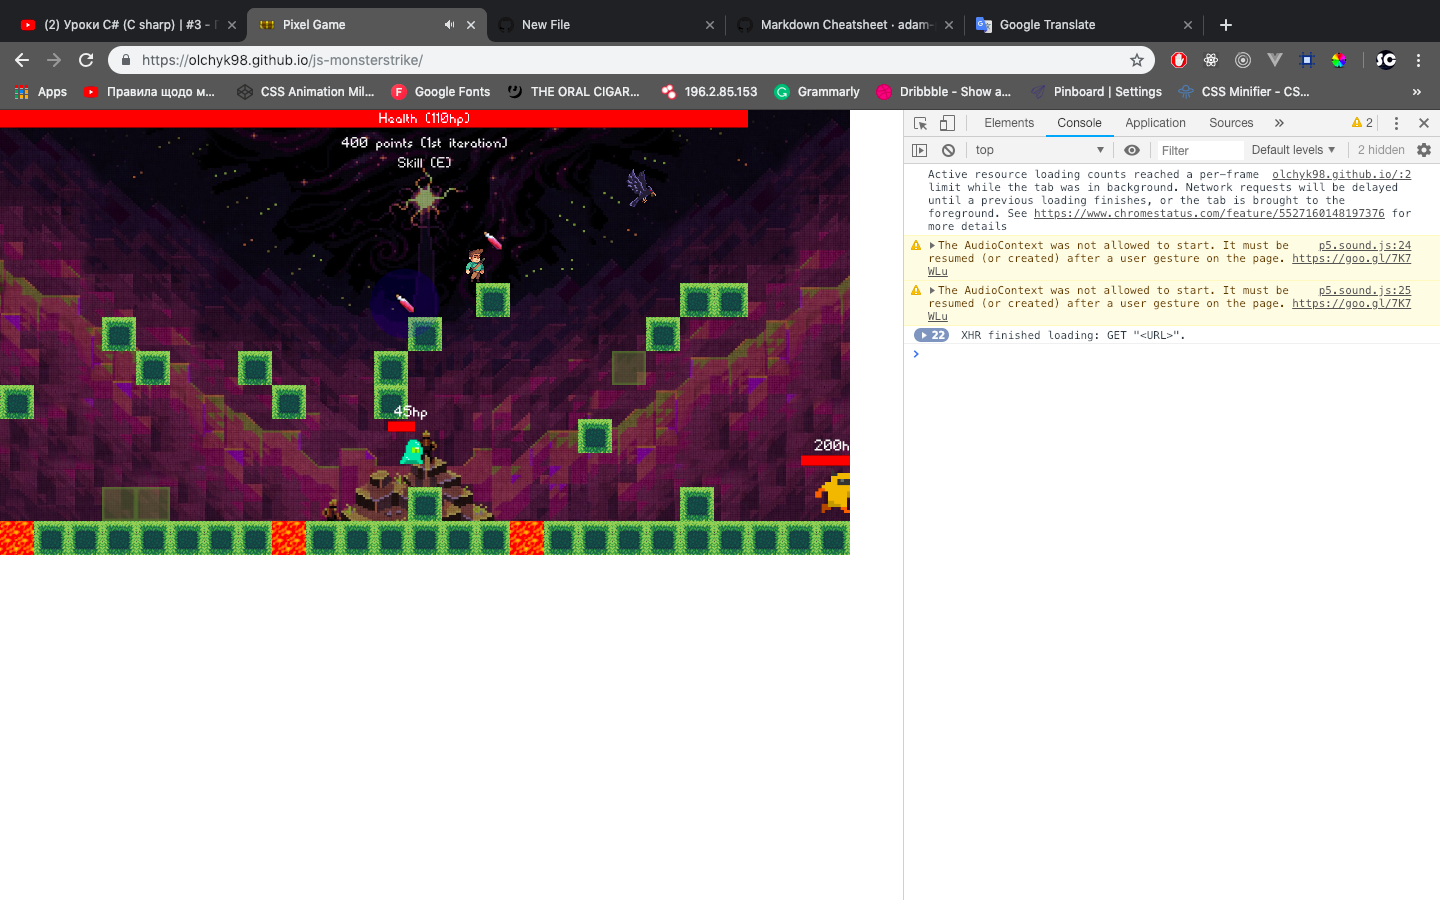 (2) Уроки C# (C sharp) | #3 -
Pixel Game
New File
Markdown Cheatsheet · adam-
Google Translate
https://olchyk98.github.io/js-monsterstrike/
Apps
Правила щодо м...
CSS Animation Mil...
Google Fonts
THE ORAL CIGAR...
196.2.85.153
Grammarly
Dribbble - Show a...
Pinboard | Settings
CSS Minifier - CS...
»
Health (110hp)
400 points (1st iteration)
Skill (E)
45hp
200h
Elements
Console
Application
Sources
»
2
top
Filter
Default levels
2 hidden
Active resource loading counts reached a per-frame olchyk98.github.io/:2
limit while the tab was in background. Network requests will be delayed
until a previous loading finishes, or the tab is brought to the
foreground. See https://www.chromestatus.com/feature/5527160148197376 for
more details
The AudioContext was not allowed to start. It must be p5.sound.js:24
resumed (or created) after a user gesture on the page. https://goo.gl/7K7
WLu
The AudioContext was not allowed to start. It must be p5.sound.js:25
resumed (or created) after a user gesture on the page. https://goo.gl/7K7
WLu
22 XHR finished loading: GET "<URL>".